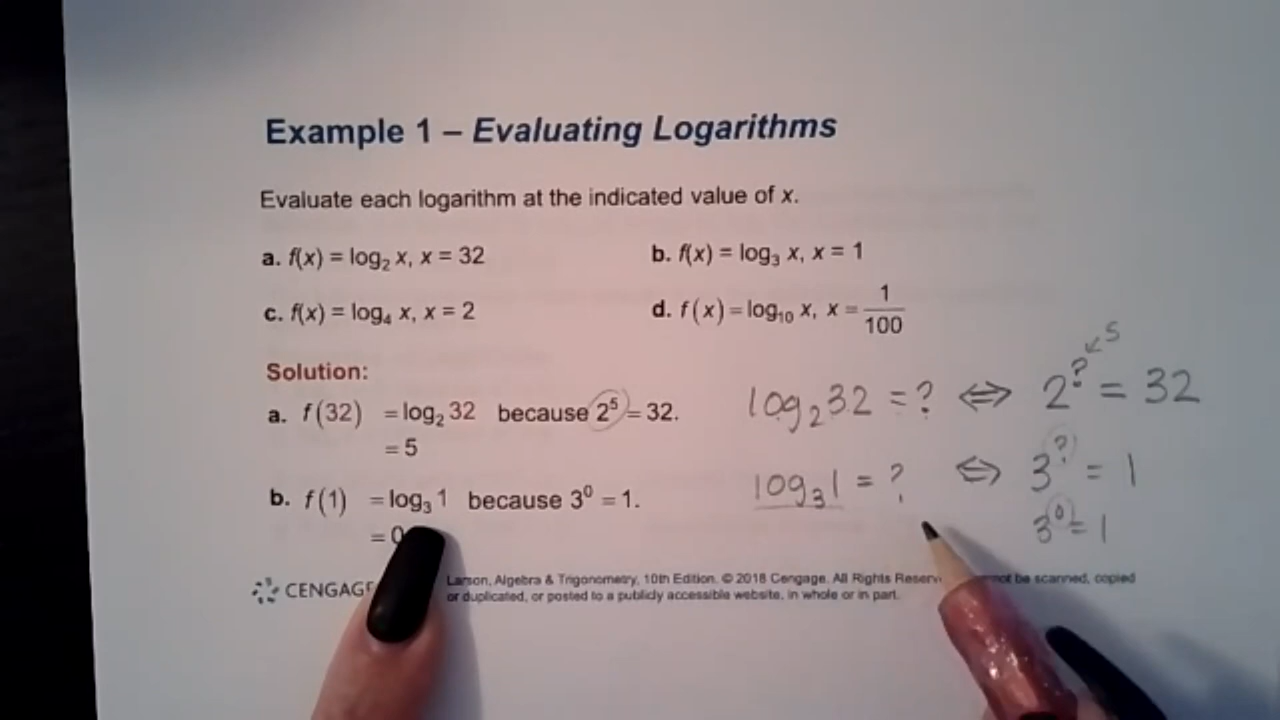 Example 1 – Evaluating Logarithms
Evaluate each logarithm at the indicated value of x.
a. f(x) = log₂ x, x = 32
b. f(x) = log₃ x, x = 1
c. f(x) = log₄ x, x = 2
d. f(x) = log₁₀ x, x = 1/100
Solution:
a. f(32) = log₂ 32 because 2⁵ = 32.
= 5
b. f(1) = log₃ 1 because 3⁰ = 1.
= 0
log₂32 = ? ⇔ 2^? = 32
↙ 5
log₃1 = ? ⇔ 3^? = 1
3⁰ = 1
CENGAGE
Larson, Algebra & Trigonometry, 10th Edition. © 2018 Cengage. All Rights not be scanned, copied
or duplicated, or posted to a publicly accessible website, in whole or in part.